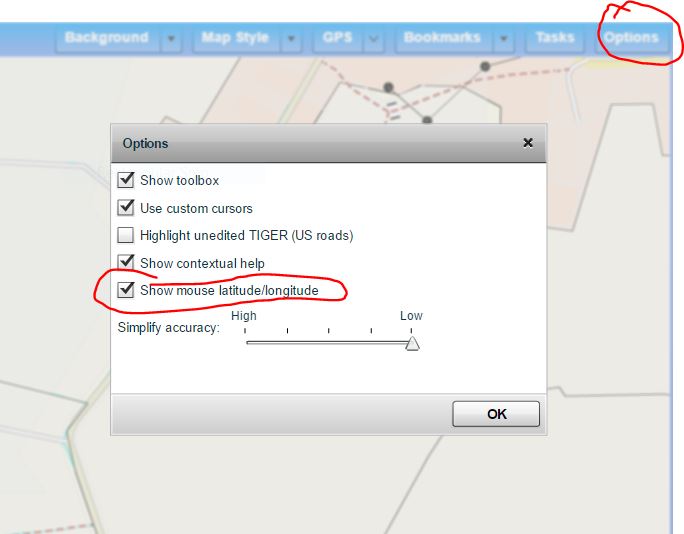 Background Map Style GPS Bookmarks Tasks Options
Options
Show toolbox
Use custom cursors
Highlight unedited TIGER (US roads)
Show contextual help
Show mouse latitude/longitude
High Low
Simplify accuracy:
OK